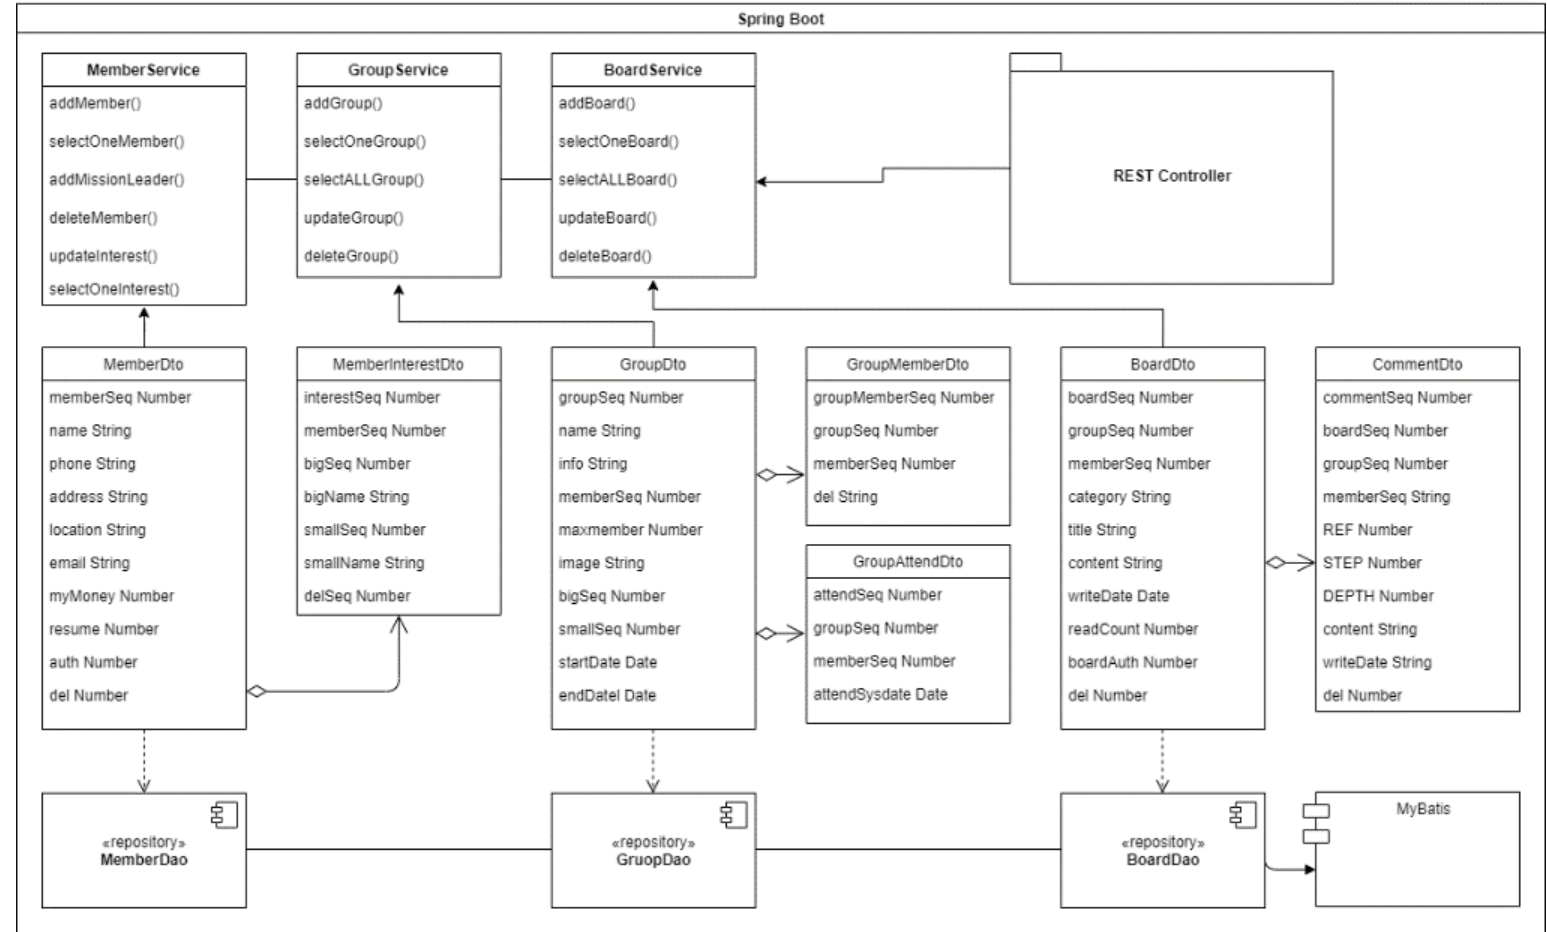 Spring Boot
MemberService
addMember()
selectOneMember()
addMissionLeader()
deleteMember()
updateInterest()
selectOneInterest()
GroupService
addGroup()
selectOneGroup()
selectALLGroup()
updateGroup()
deleteGroup()
BoardService
addBoard()
selectOneBoard()
selectALLBoard()
updateBoard()
deleteBoard()
REST Controller
MemberDto
memberSeq Number
name String
phone String
address String
location String
email String
myMoney Number
resume Number
auth Number
del Number
MemberInterestDto
interestSeq Number
memberSeq Number
bigSeq Number
bigName String
smallSeq Number
smallName String
delSeq Number
GroupDto
groupSeq Number
name String
info String
memberSeq Number
maxmember Number
image String
bigSeq Number
smallSeq Number
startDate Date
endDatel Date
GroupMemberDto
groupMemberSeq Number
groupSeq Number
memberSeq Number
del String
GroupAttendDto
attendSeq Number
groupSeq Number
memberSeq Number
attendSysdate Date
BoardDto
boardSeq Number
groupSeq Number
memberSeq Number
category String
title String
content String
writeDate Date
readCount Number
boardAuth Number
del Number
CommentDto
commentSeq Number
boardSeq Number
groupSeq Number
memberSeq String
REF Number
STEP Number
DEPTH Number
content String
writeDate String
del Number
«repository»
MemberDao
«repository»
GruopDao
«repository»
BoardDao
MyBatis